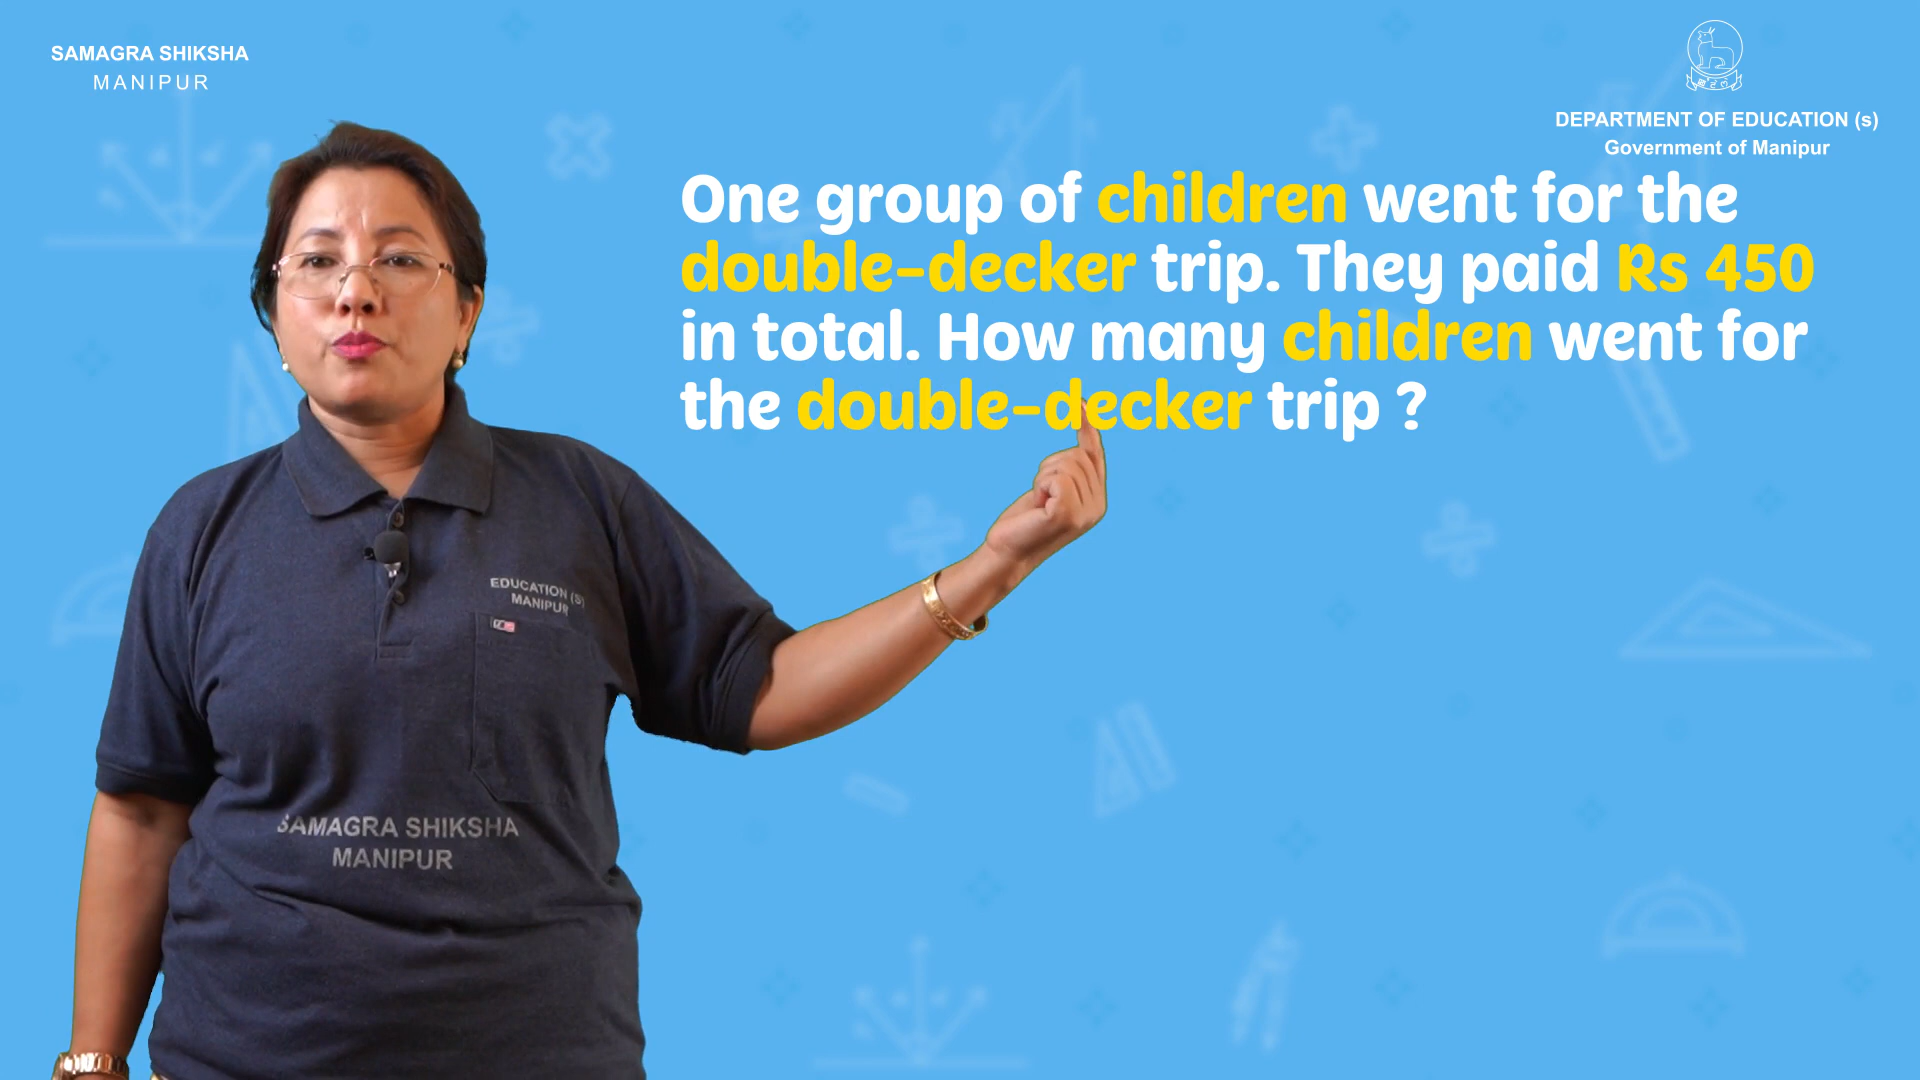 SAMAGRA SHIKSHA
MANIPUR
DEPARTMENT OF EDUCATION (s)
Government of Manipur
One group of children went for the
double-decker trip. They paid Rs 450
in total. How many children went for
the double-decker trip ?
EDUCATION (S)
MANIPUR
SAMAGRA SHIKSHA
MANIPUR